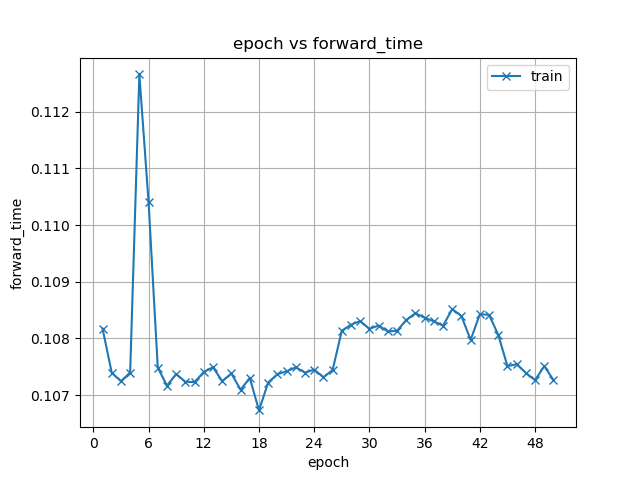 epoch vs forward_time
train
0.112
0.111
0.110
0.109
0.108
0.107
forward_time
0 6 12 18 24 30 36 42 48
epoch